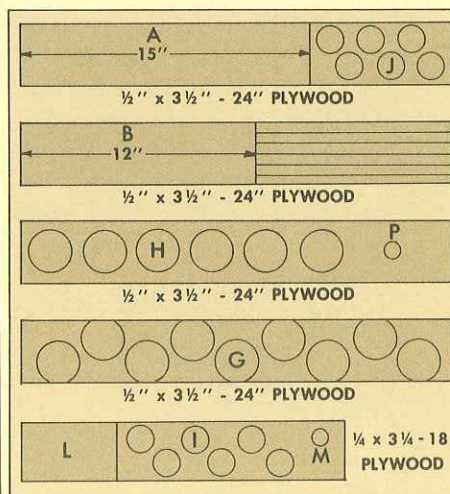 A
15"
J
½" x 3½" - 24" PLYWOOD
B
12"
½" x 3½" - 24" PLYWOOD
H
P
½" x 3½" - 24" PLYWOOD
G
½" x 3½" - 24" PLYWOOD
L
I
M
¼ x 3¼ - 18
PLYWOOD